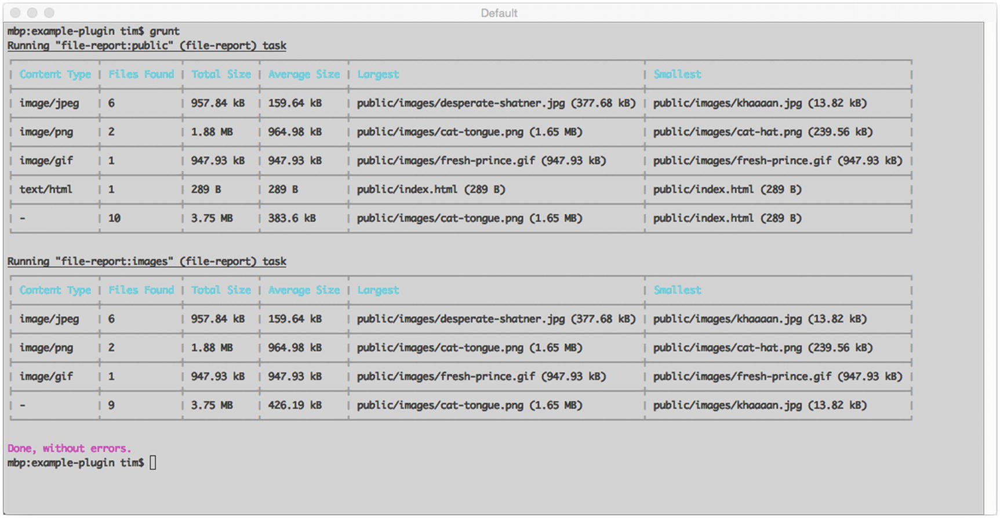 Default
mbp:example-plugin tim$ grunt
Running "file-report:public" (file-report) task
Content Type | Files Found | Total Size | Average Size | Largest | Smallest
image/jpeg | 6 | 957.84 kB | 159.64 kB | public/images/desperate-shatner.jpg (377.68 kB) | public/images/khaaaan.jpg (13.82 kB)
image/png | 2 | 1.88 MB | 964.98 kB | public/images/cat-tongue.png (1.65 MB) | public/images/cat-hat.png (239.56 kB)
image/gif | 1 | 947.93 kB | 947.93 kB | public/images/fresh-prince.gif (947.93 kB) | public/images/fresh-prince.gif (947.93 kB)
text/html | 1 | 289 B | 289 B | public/index.html (289 B) | public/index.html (289 B)
- | 10 | 3.75 MB | 383.6 kB | public/images/cat-tongue.png (1.65 MB) | public/index.html (289 B)
Running "file-report:images" (file-report) task
Content Type | Files Found | Total Size | Average Size | Largest | Smallest
image/jpeg | 6 | 957.84 kB | 159.64 kB | public/images/desperate-shatner.jpg (377.68 kB) | public/images/khaaaan.jpg (13.82 kB)
image/png | 2 | 1.88 MB | 964.98 kB | public/images/cat-tongue.png (1.65 MB) | public/images/cat-hat.png (239.56 kB)
image/gif | 1 | 947.93 kB | 947.93 kB | public/images/fresh-prince.gif (947.93 kB) | public/images/fresh-prince.gif (947.93 kB)
- | 9 | 3.75 MB | 426.19 kB | public/images/cat-tongue.png (1.65 MB) | public/images/khaaaan.jpg (13.82 kB)
Done, without errors.
mbp:example-plugin tim$